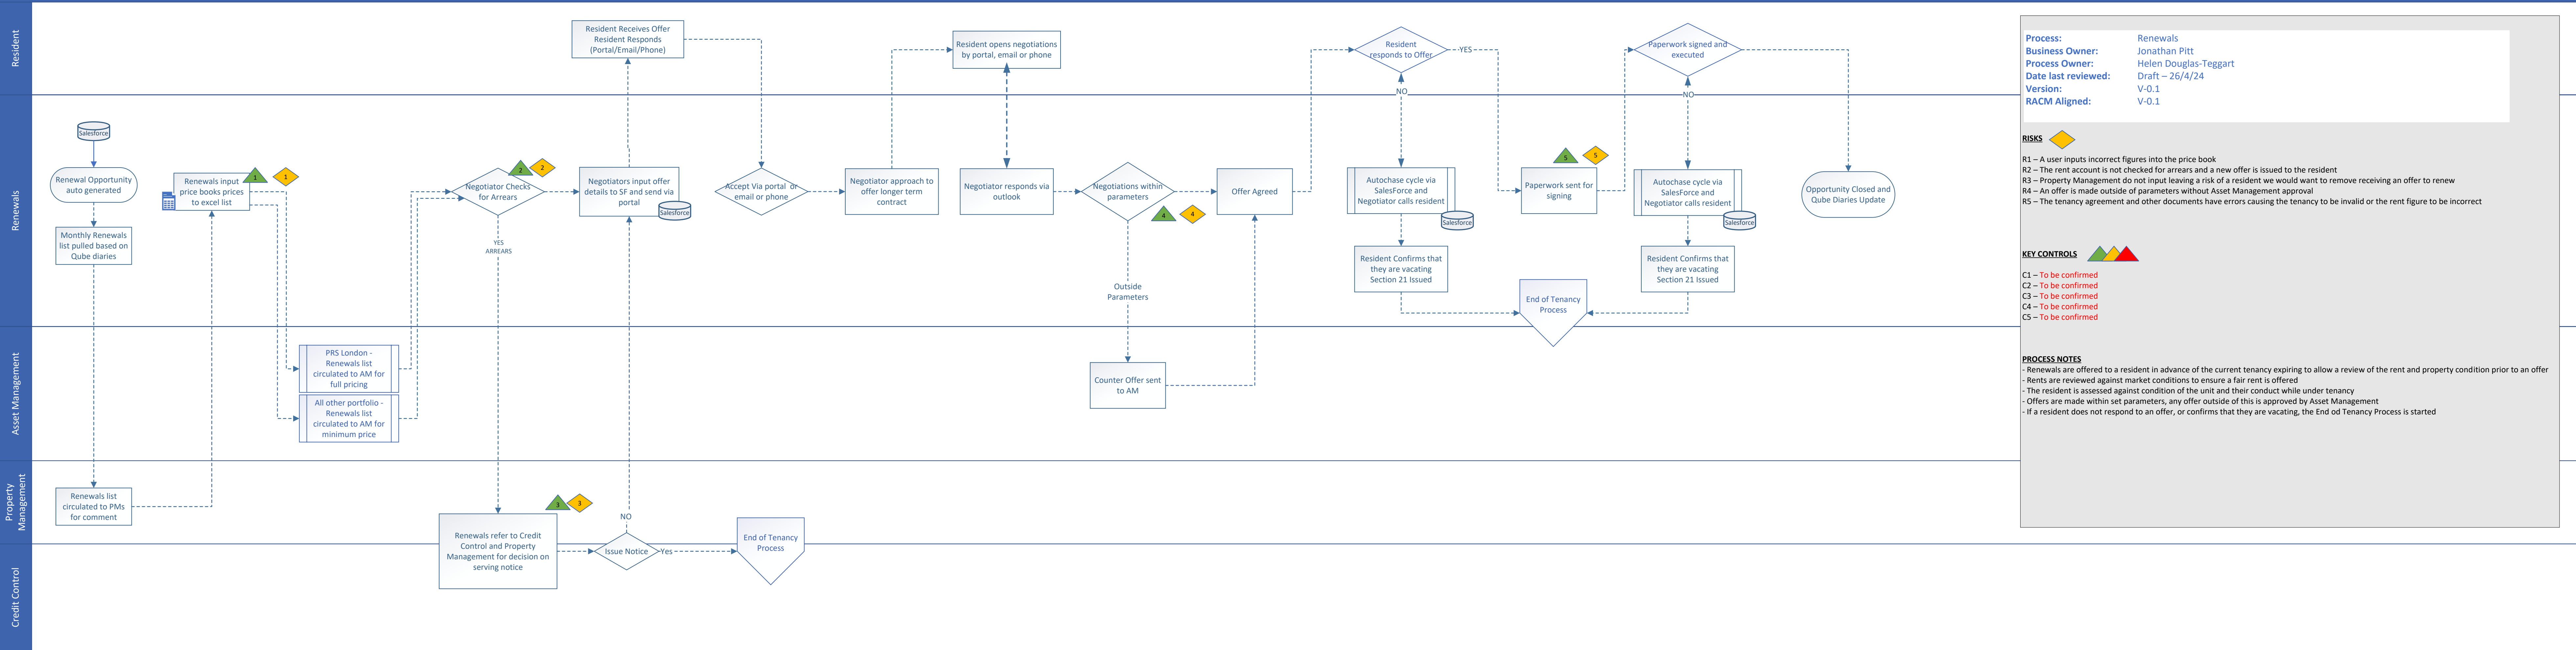 Resident
Renewals
Asset Management
Property
Management
Credit Control
Salesforce
Renewal Opportunity
auto generated
Monthly Renewals
list pulled based on
Qube diaries
Renewals list
circulated to PMs
for comment
Renewals input
price books prices
to excel list
1
1
PRS London -
Renewals list
circulated to AM for
full pricing
All other portfolio -
Renewals list
circulated to AM for
minimum price
Negotiator Checks
for Arrears
2
2
YES
ARREARS
Renewals refer to Credit
Control and Property
Management for decision on
serving notice
3
3
Issue Notice
NO
Yes
End of Tenancy
Process
Negotiators input offer
details to SF and send via
portal
Salesforce
Resident Receives Offer
Resident Responds
(Portal/Email/Phone)
Accept Via portal or
email or phone
Negotiator approach to
offer longer term
contract
Resident opens negotiations
by portal, email or phone
Negotiator responds via
outlook
Negotiations within
parameters
4
4
Outside
Parameters
Counter Offer sent
to AM
Offer Agreed
Resident
responds to Offer
YES
NO
Autochase cycle via
SalesForce and
Negotiator calls resident
Salesforce
Resident Confirms that
they are vacating
Section 21 Issued
End of Tenancy
Process
5
5
Paperwork sent for
signing
Paperwork signed and
executed
NO
Autochase cycle via
SalesForce and
Negotiator calls resident
Salesforce
Resident Confirms that
they are vacating
Section 21 Issued
Opportunity Closed and
Qube Diaries Update
Process: Renewals
Business Owner: Jonathan Pitt
Process Owner: Helen Douglas-Teggart
Date last reviewed: Draft – 26/4/24
Version: V-0.1
RACM Aligned: V-0.1
RISKS
R1 – A user inputs incorrect figures into the price book
R2 – The rent account is not checked for arrears and a new offer is issued to the resident
R3 – Property Management do not input leaving a risk of a resident we would want to remove receiving an offer to renew
R4 – An offer is made outside of parameters without Asset Management approval
R5 – The tenancy agreement and other documents have errors causing the tenancy to be invalid or the rent figure to be incorrect
KEY CONTROLS
C1 – To be confirmed
C2 – To be confirmed
C3 – To be confirmed
C4 – To be confirmed
C5 – To be confirmed
PROCESS NOTES
- Renewals are offered to a resident in advance of the current tenancy expiring to allow a review of the rent and property condition prior to an offer
- Rents are reviewed against market conditions to ensure a fair rent is offered
- The resident is assessed against condition of the unit and their conduct while under tenancy
- Offers are made within set parameters, any offer outside of this is approved by Asset Management
- If a resident does not respond to an offer, or confirms that they are vacating, the End od Tenancy Process is started